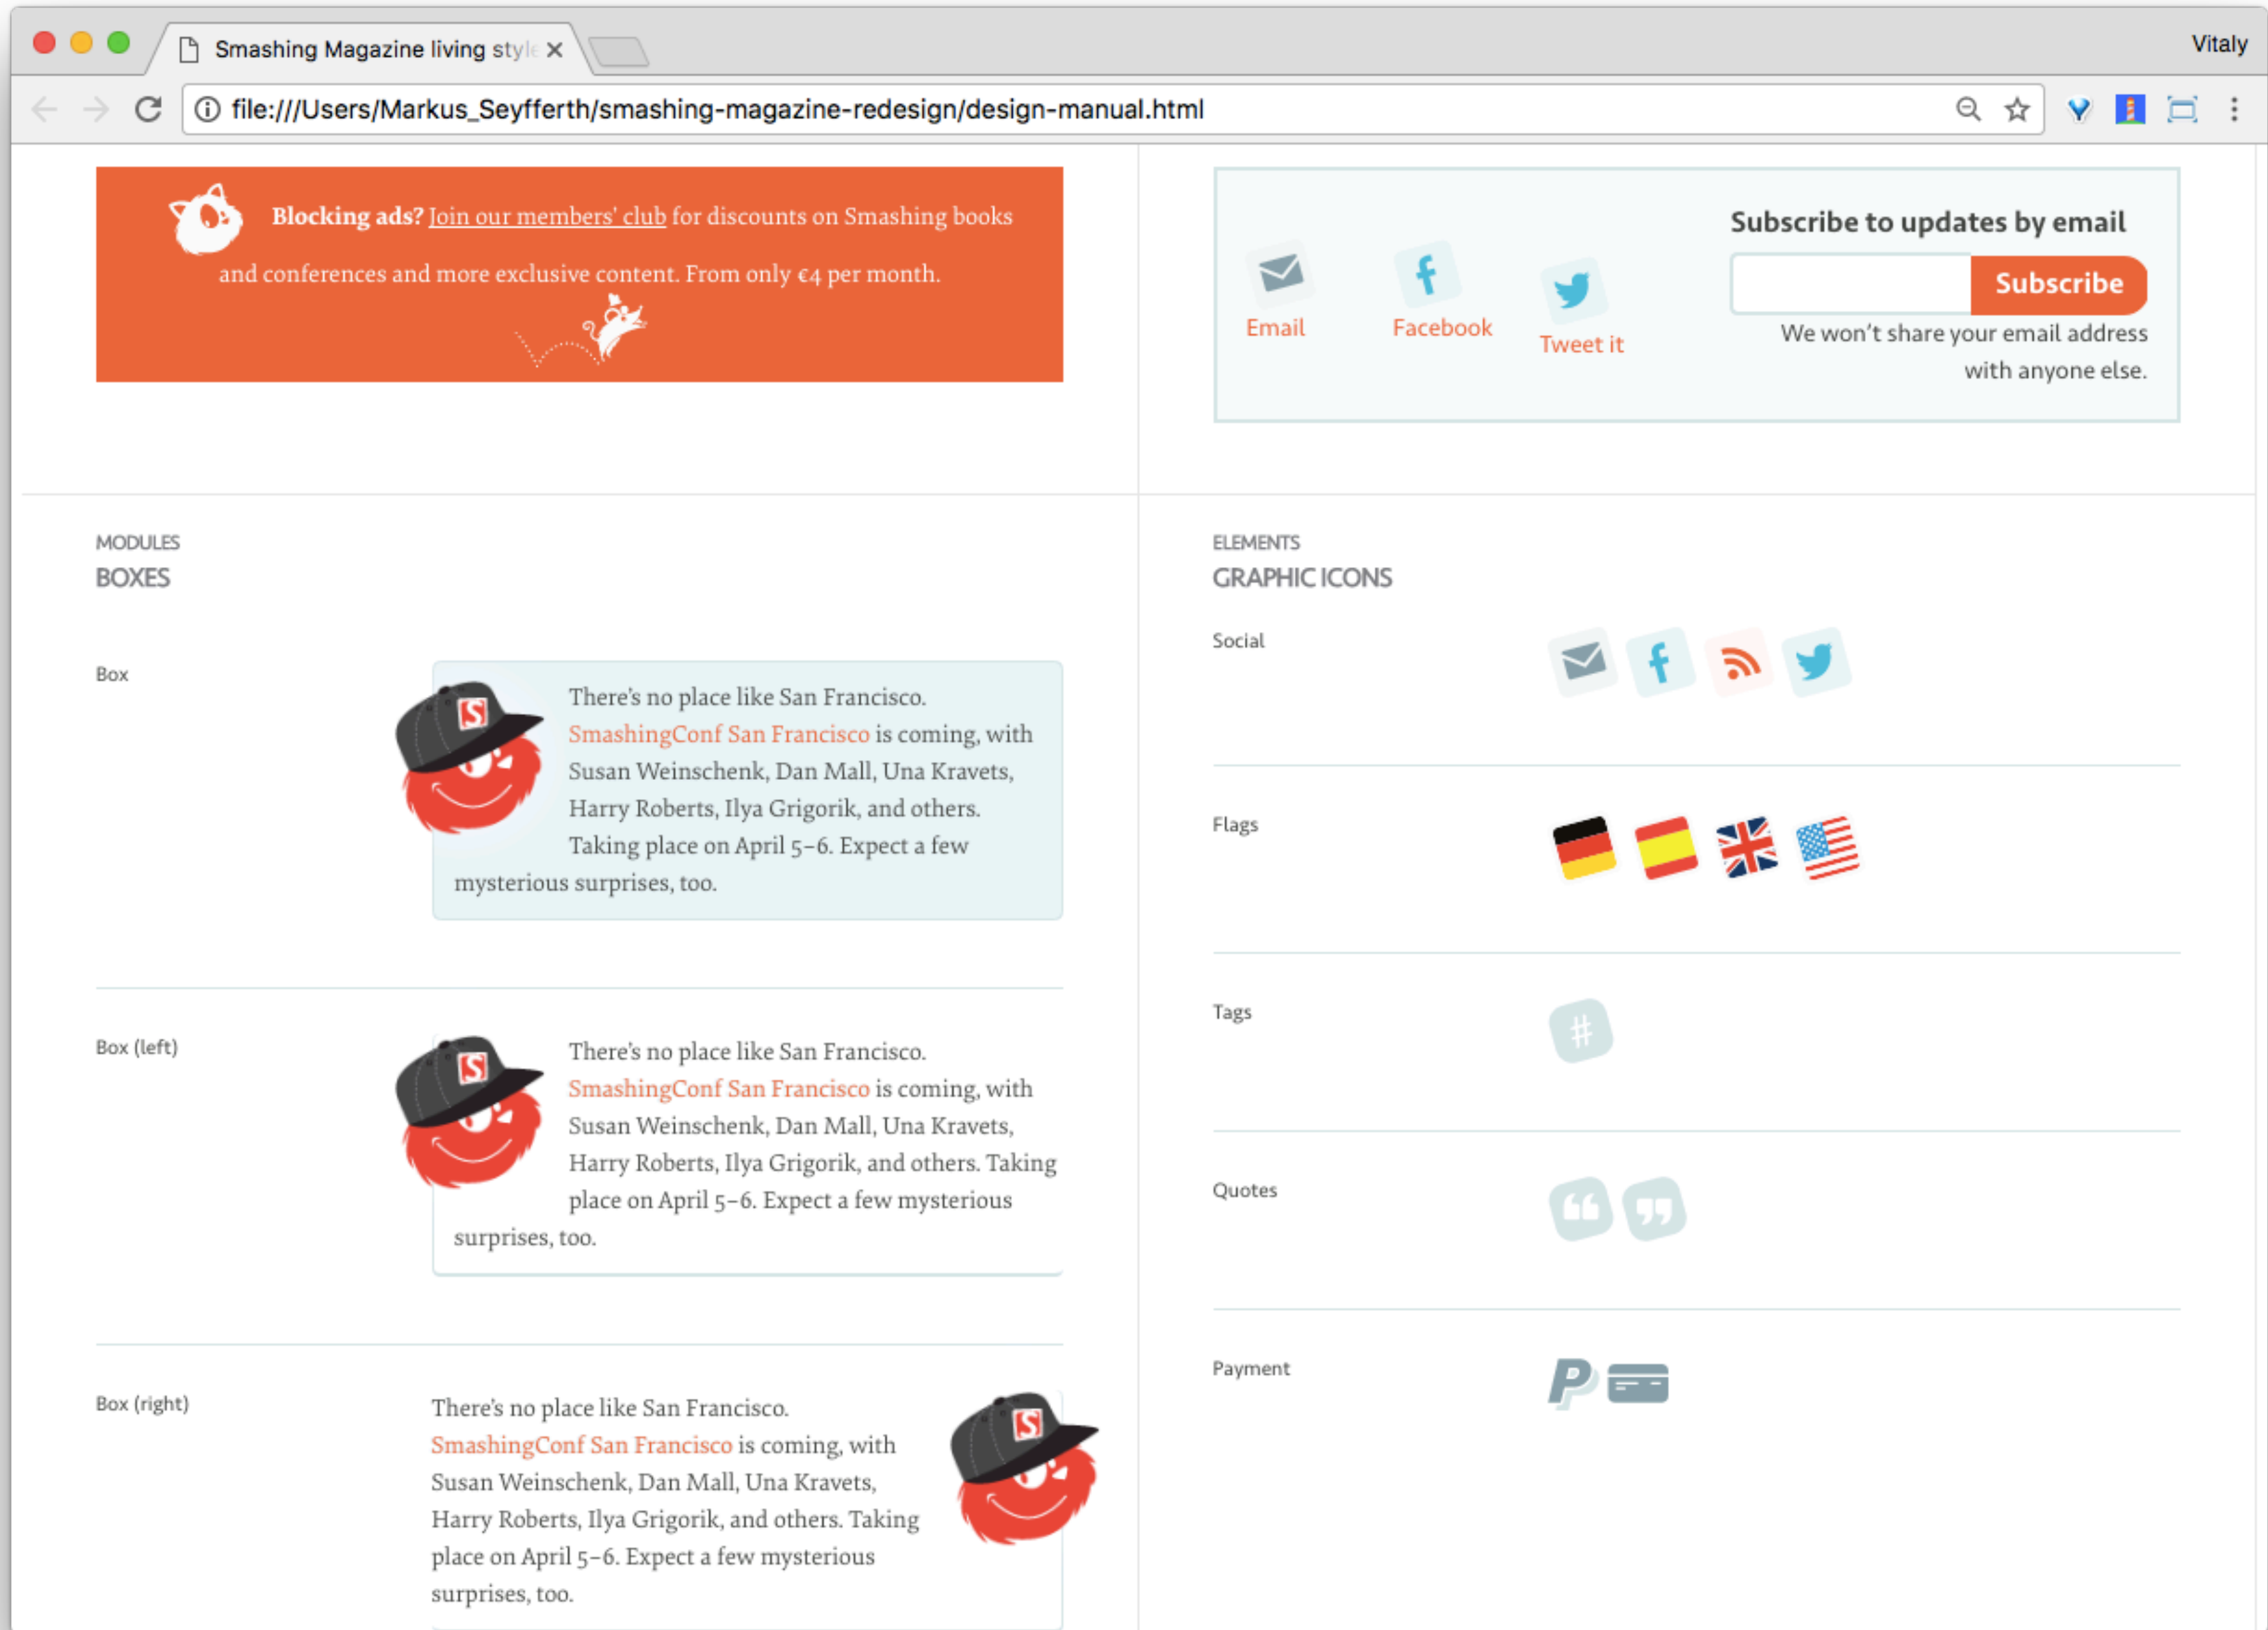 Smashing Magazine living style
Vitaly
file:///Users/Markus_Seyfferth/smashing-magazine-redesign/design-manual.html
Blocking ads? Join our members' club for discounts on Smashing books
and conferences and more exclusive content. From only €4 per month.
Email
Facebook
Tweet it
Subscribe to updates by email
Subscribe
We won't share your email address
with anyone else.
MODULES
BOXES
Box
S
There's no place like San Francisco.
SmashingConf San Francisco is coming, with
Susan Weinschenk, Dan Mall, Una Kravets,
Harry Roberts, Ilya Grigorik, and others.
Taking place on April 5–6. Expect a few
mysterious surprises, too.
Box (left)
S
There's no place like San Francisco.
SmashingConf San Francisco is coming, with
Susan Weinschenk, Dan Mall, Una Kravets,
Harry Roberts, Ilya Grigorik, and others. Taking
place on April 5–6. Expect a few mysterious
surprises, too.
Box (right)
There's no place like San Francisco.
SmashingConf San Francisco is coming, with
Susan Weinschenk, Dan Mall, Una Kravets,
Harry Roberts, Ilya Grigorik, and others. Taking
place on April 5–6. Expect a few mysterious
surprises, too.
S
ELEMENTS
GRAPHIC ICONS
Social
Flags
Tags
#
Quotes
“ ”
Payment
P